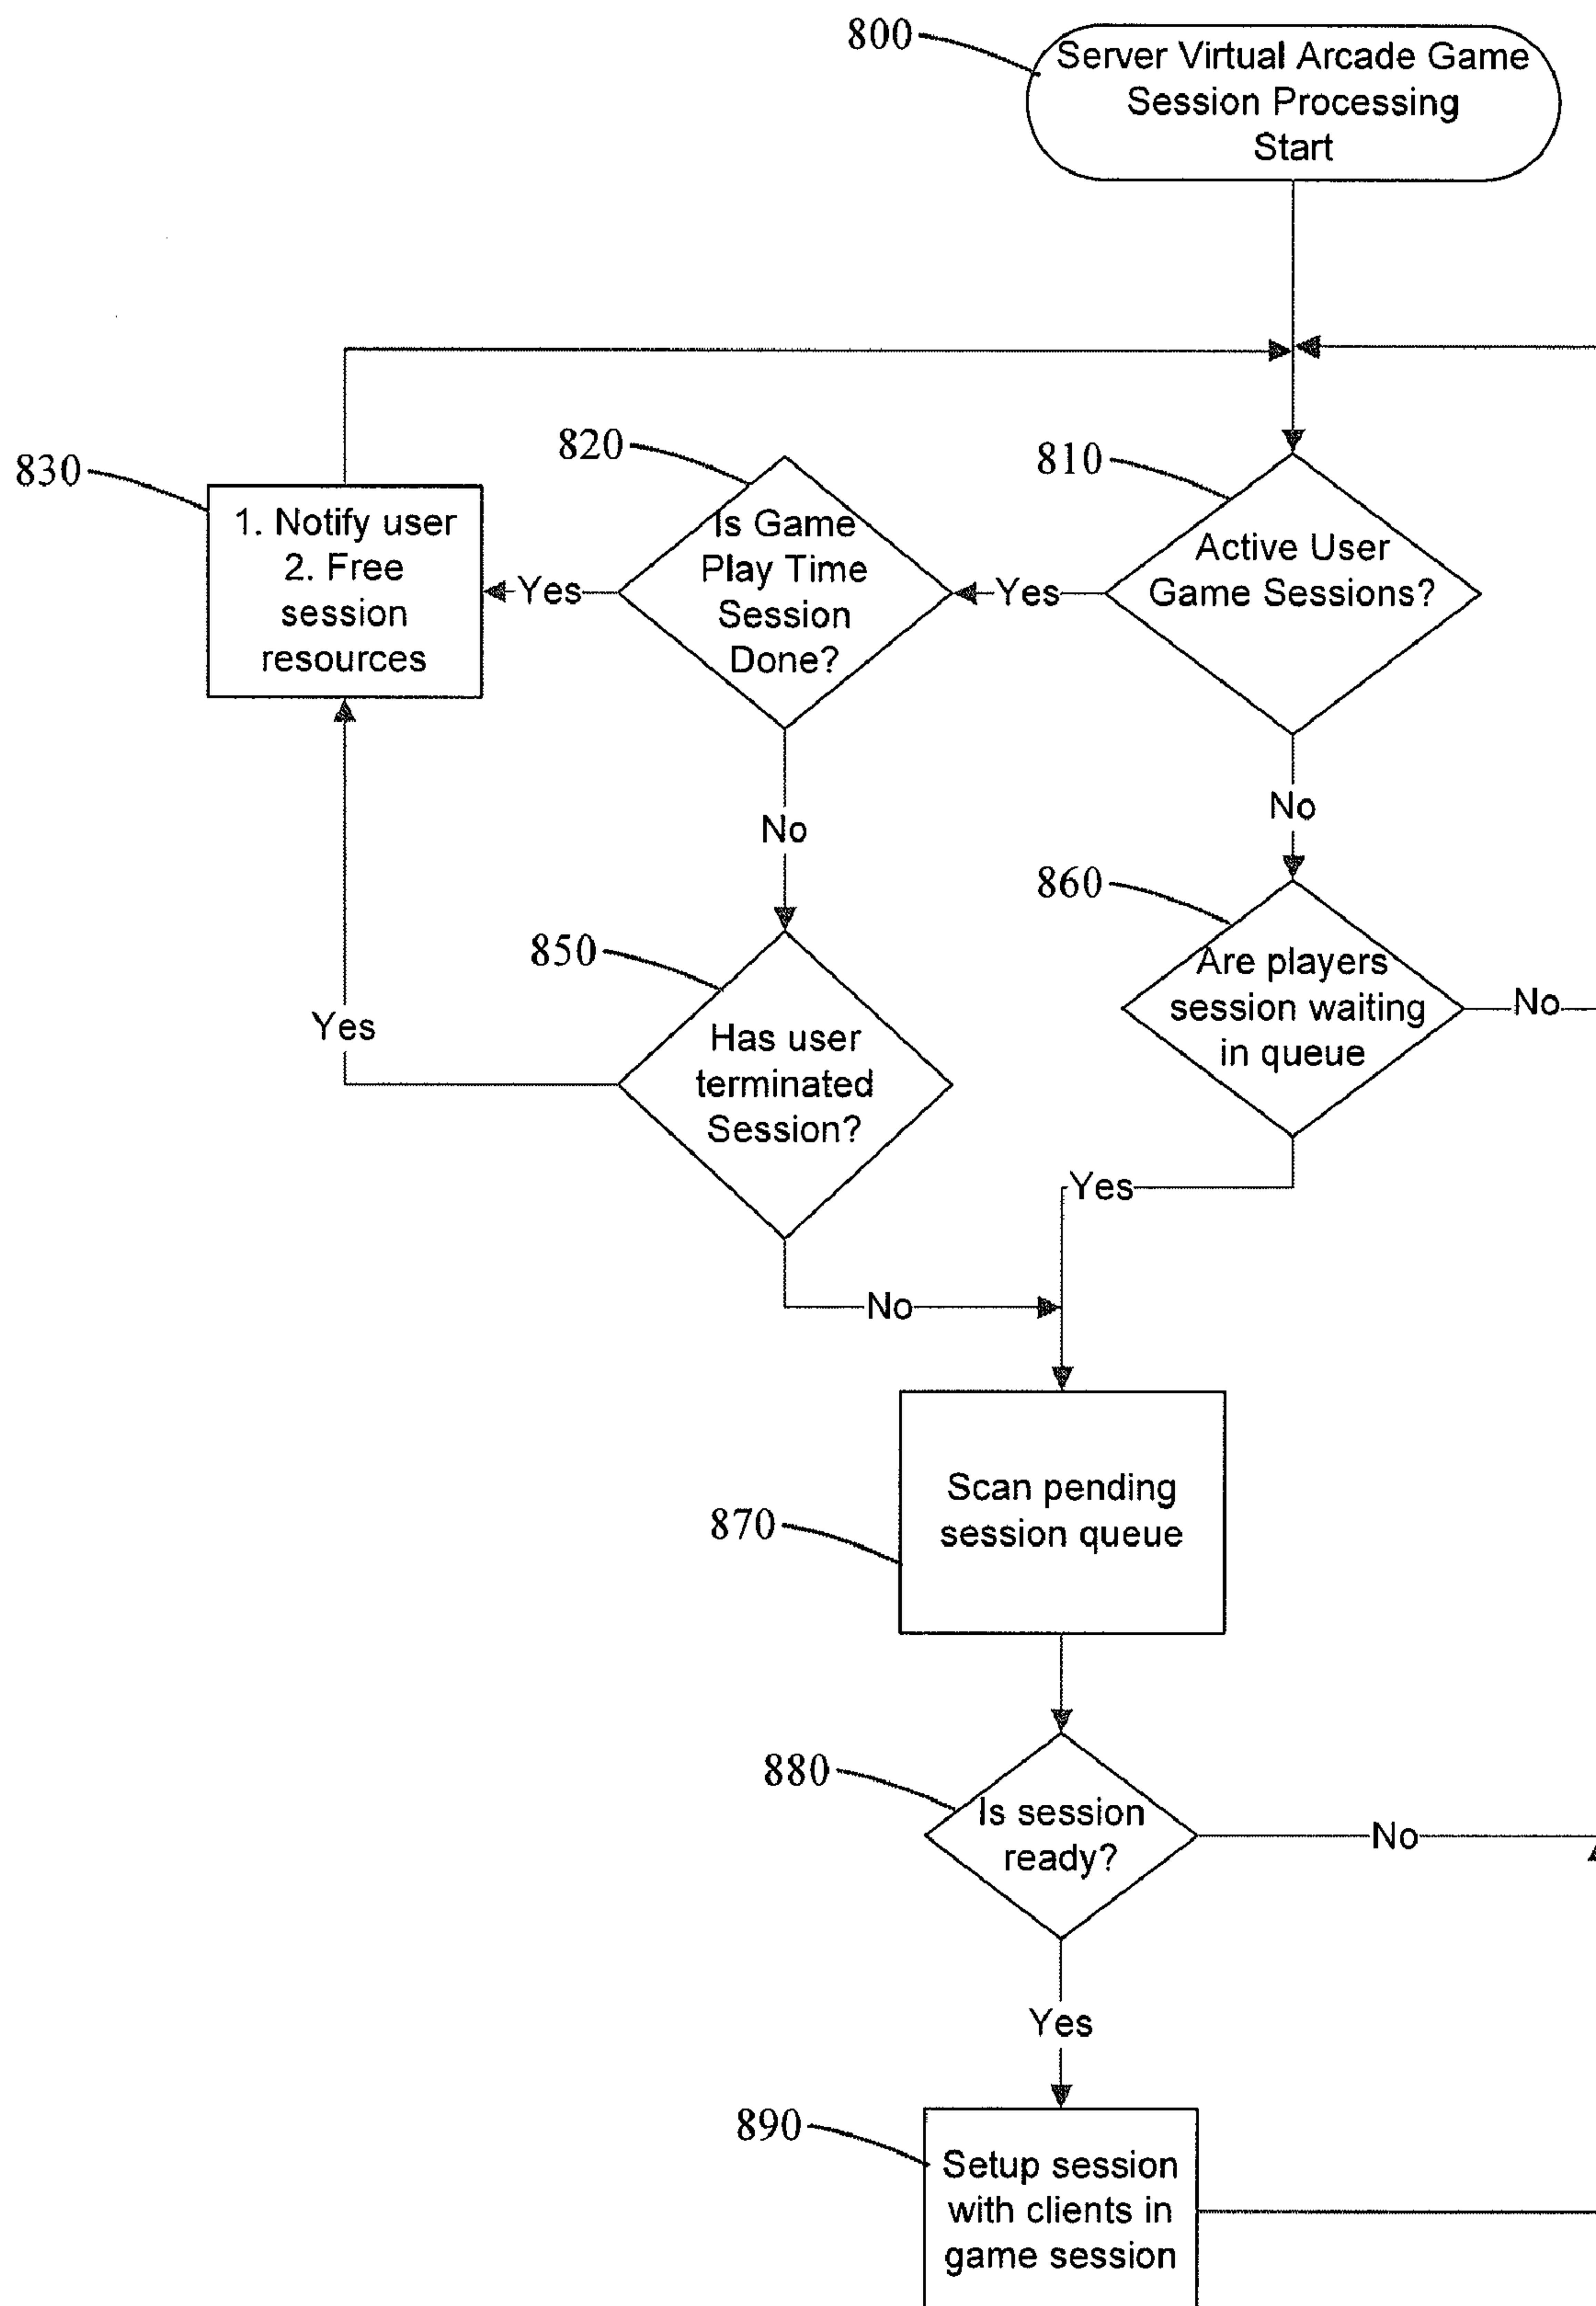 800
Server Virtual Arcade Game
Session Processing
Start
830
1. Notify user
2. Free
session
resources
Yes
820
Is Game
Play Time
Session
Done?
Yes
810
Active User
Game Sessions?
No
No
860
Are players
session waiting
in queue
No
850
Has user
terminated
Session?
Yes
Yes
No
870
Scan pending
session queue
880
Is session
ready?
No
Yes
890
Setup session
with clients in
game session